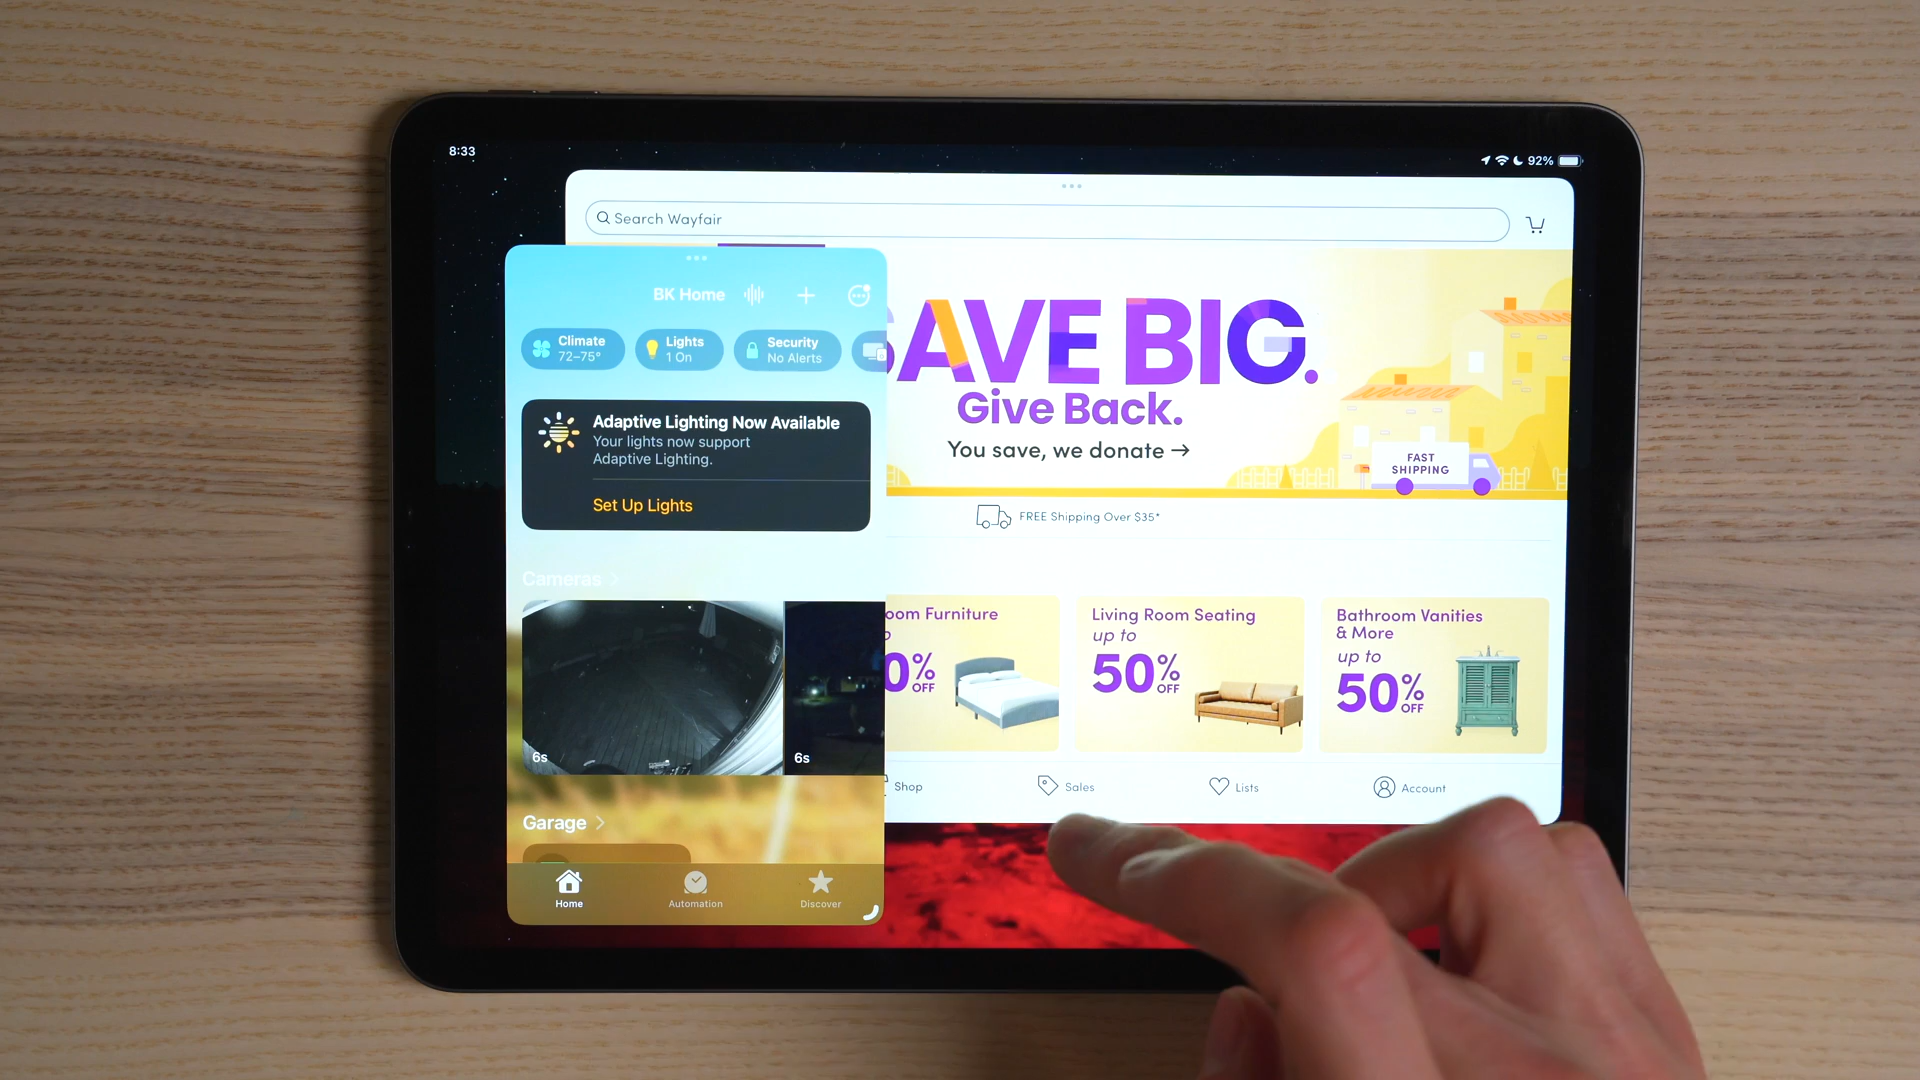 8:33
92%
Search Wayfair
BK Home
Climate
72–75°
Lights
1 On
Security
No Alerts
Adaptive Lighting Now Available
Your lights now support
Adaptive Lighting.
Set Up Lights
Cameras >
6s
6s
Garage >
Home
Automation
Discover
SAVE BIG.
Give Back.
You save, we donate →
FAST
SHIPPING
FREE Shipping Over $35*
oom Furniture
0%
OFF
Living Room Seating
up to
50%
OFF
Bathroom Vanities
& More
up to
50%
OFF
Shop
Sales
Lists
Account